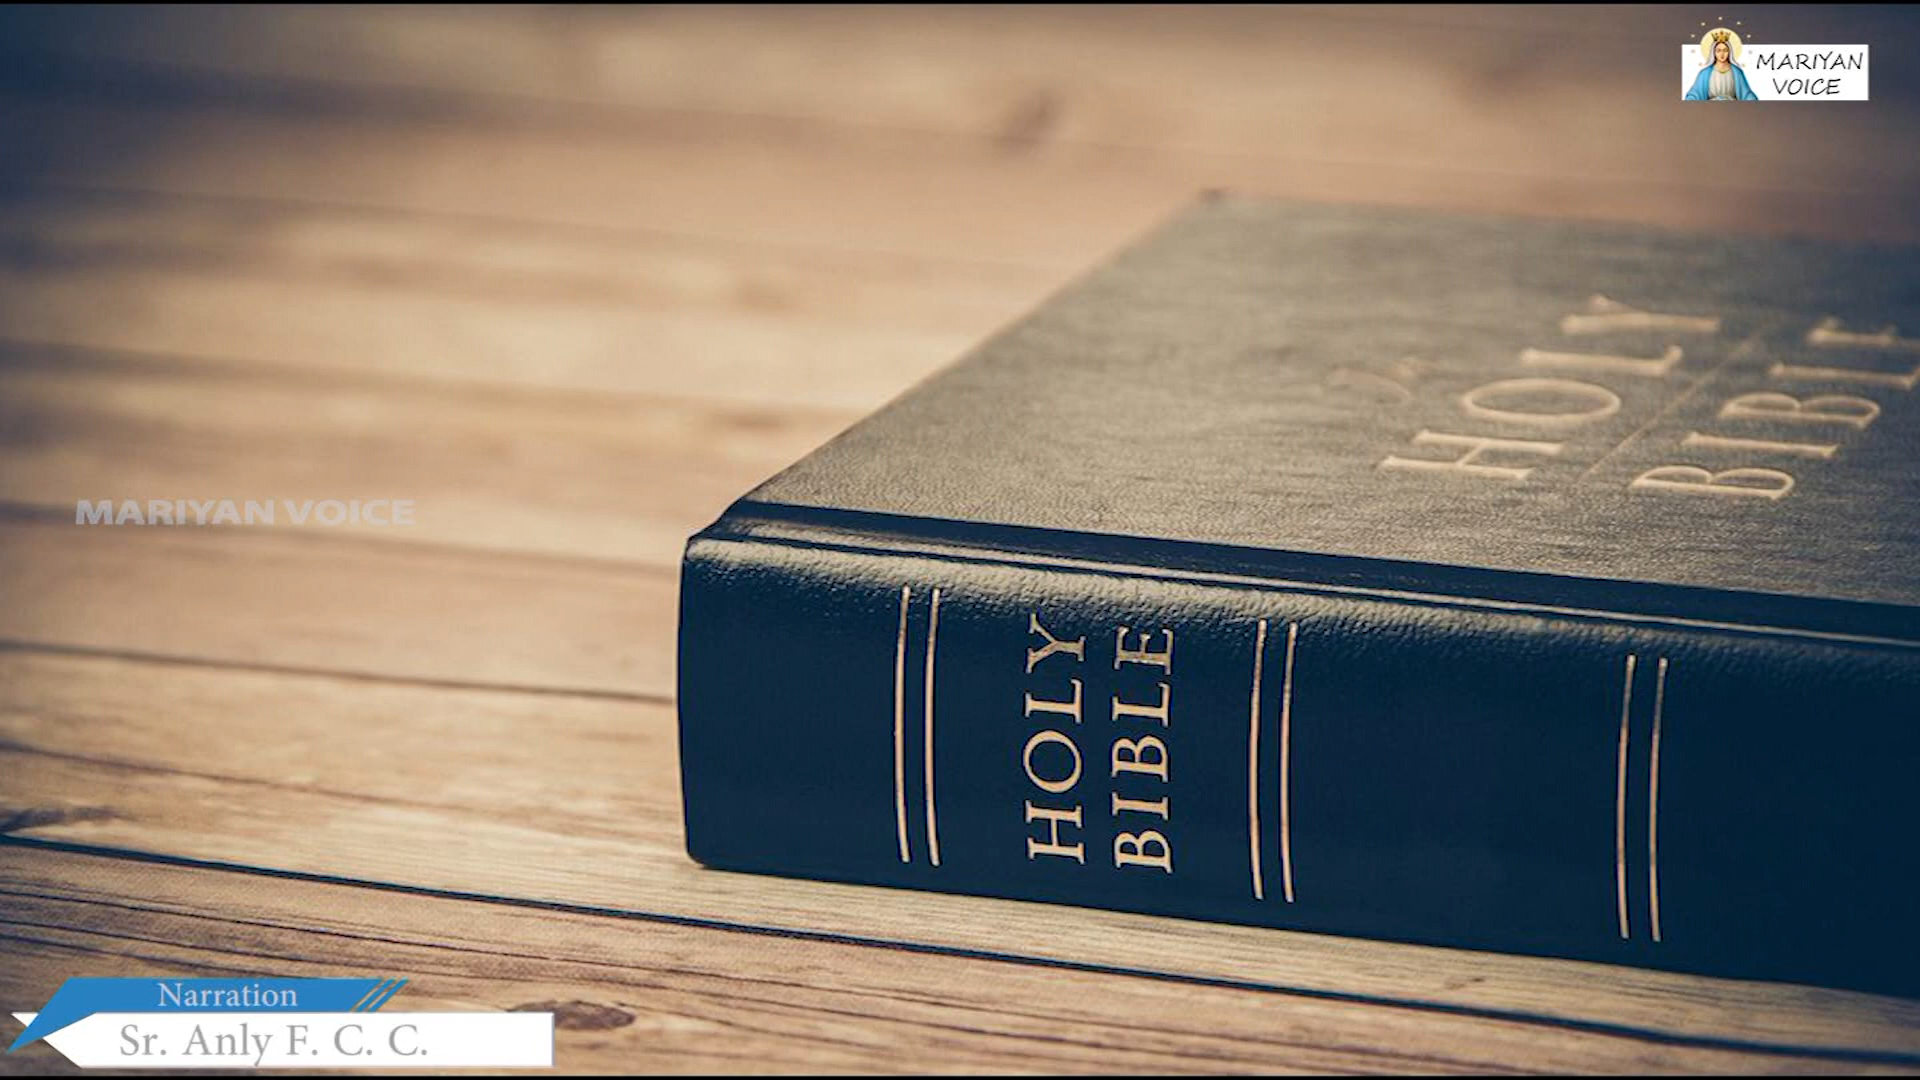 MARIYAN
VOICE
HOLY
BIBLE
MARIYAN VOICE
HOLY
BIBLE
Narration
Sr. Anly F. C. C.